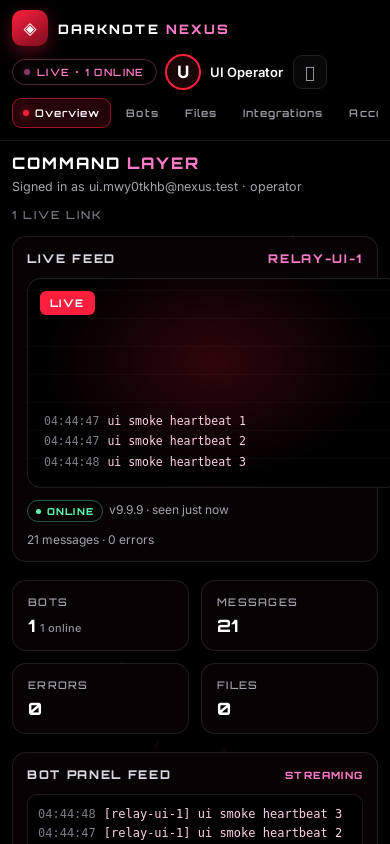 DARKNOTE NEXUS
LIVE · 1 ONLINE
U
UI Operator
Overview Bots Files Integrations
COMMAND LAYER
Signed in as ui.mwy0tkhb@nexus.test · operator
1 LIVE LINK
LIVE FEED RELAY-UI-1
LIVE
04:44:47 ui smoke heartbeat 1
04:44:47 ui smoke heartbeat 2
04:44:48 ui smoke heartbeat 3
ONLINE v9.9.9 · seen just now
21 messages · 0 errors
BOTS MESSAGES
1 1 online 21
ERRORS FILES
0 0
BOT PANEL FEED STREAMING
04:44:48 [relay-ui-1] ui smoke heartbeat 3
04:44:47 [relay-ui-1] ui smoke heartbeat 2